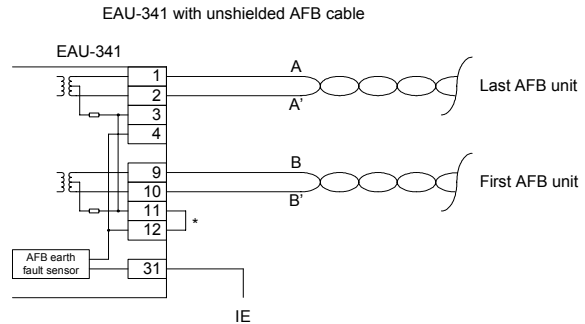 EAU-341 with unshielded AFB cable
EAU-341
1
2
3
4
9
10
11
12
31
A
A'
B
B'
*
Last AFB unit
First AFB unit
AFB earth
fault sensor
IE